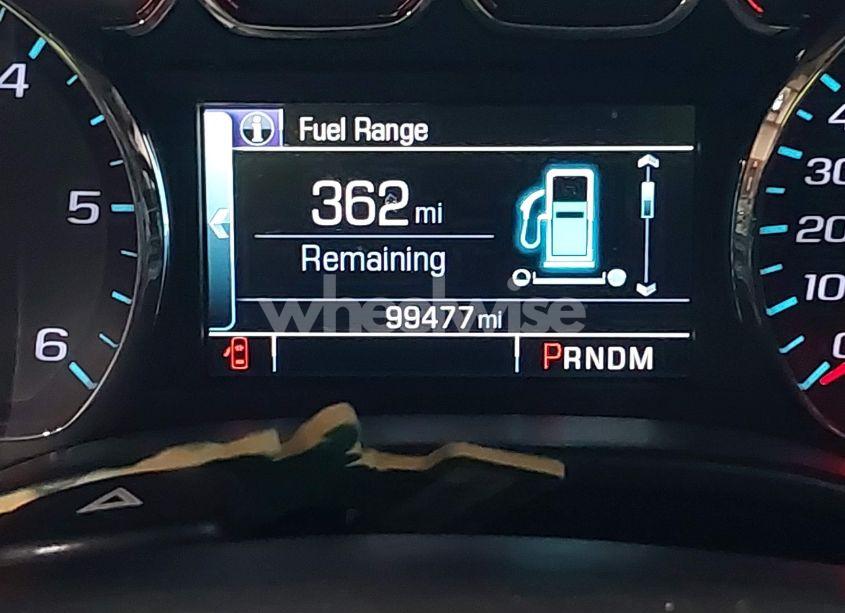 Fuel Range
362 mi
Remaining
99477 mi
PRNDM
4
5
6
30
20
10
wheelwise